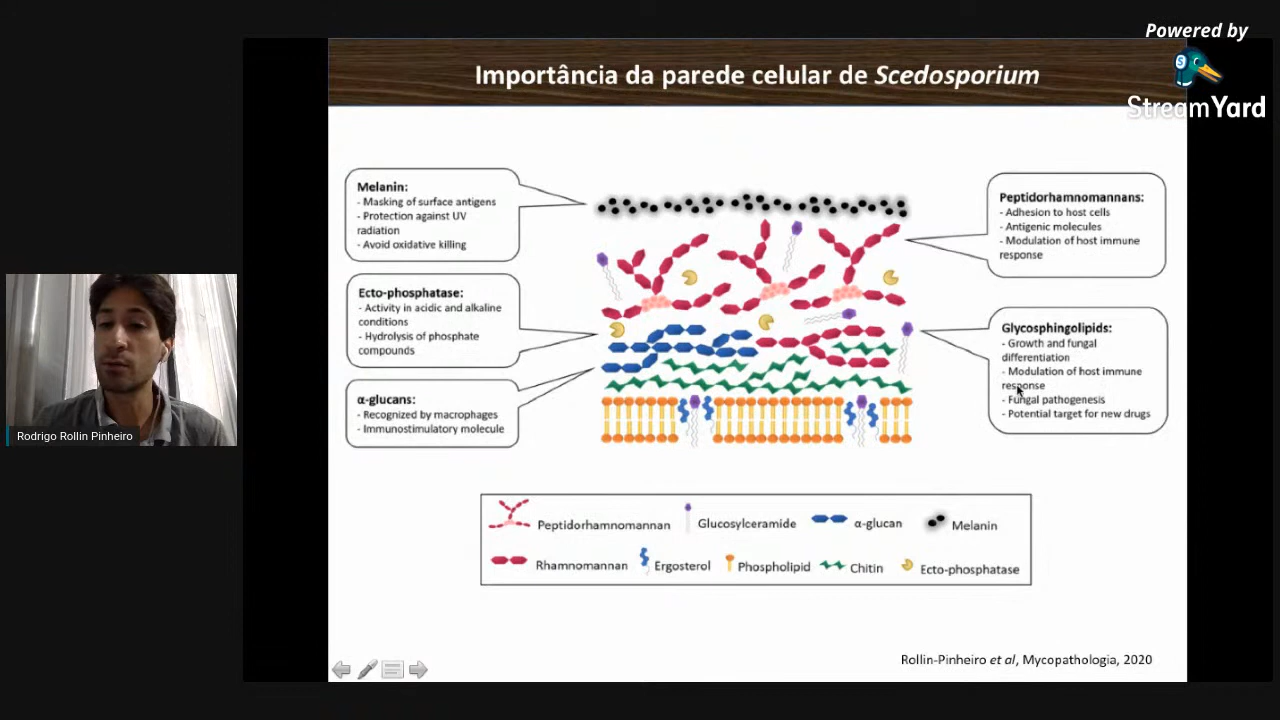 Powered by
StreamYard
Importância da parede celular de Scedosporium
Melanin:
- Masking of surface antigens
- Protection against UV
radiation
- Avoid oxidative killing
Ecto-phosphatase:
- Activity in acidic and alkaline
conditions
- Hydrolysis of phosphate
compounds
α-glucans:
- Recognized by macrophages
- Immunostimulatory molecule
Peptidorhamnomannans:
- Adhesion to host cells
- Antigenic molecules
- Modulation of host immune
response
Glycosphingolipids:
- Growth and fungal
differentiation
- Modulation of host immune
response
- Fungal pathogenesis
- Potential target for new drugs
Rodrigo Rollin Pinheiro
Peptidorhamnomannan
Glucosylceramide
α-glucan
Melanin
Rhamnomannan
Ergosterol
Phospholipid
Chitin
Ecto-phosphatase
Rollin-Pinheiro et al, Mycopathologia, 2020